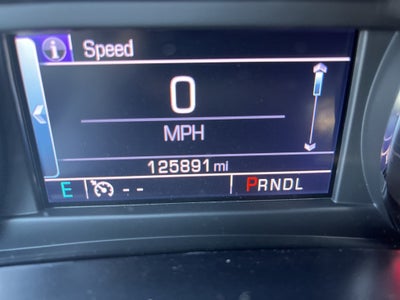 Speed
0
MPH
125891 mi
E -- PRNDL